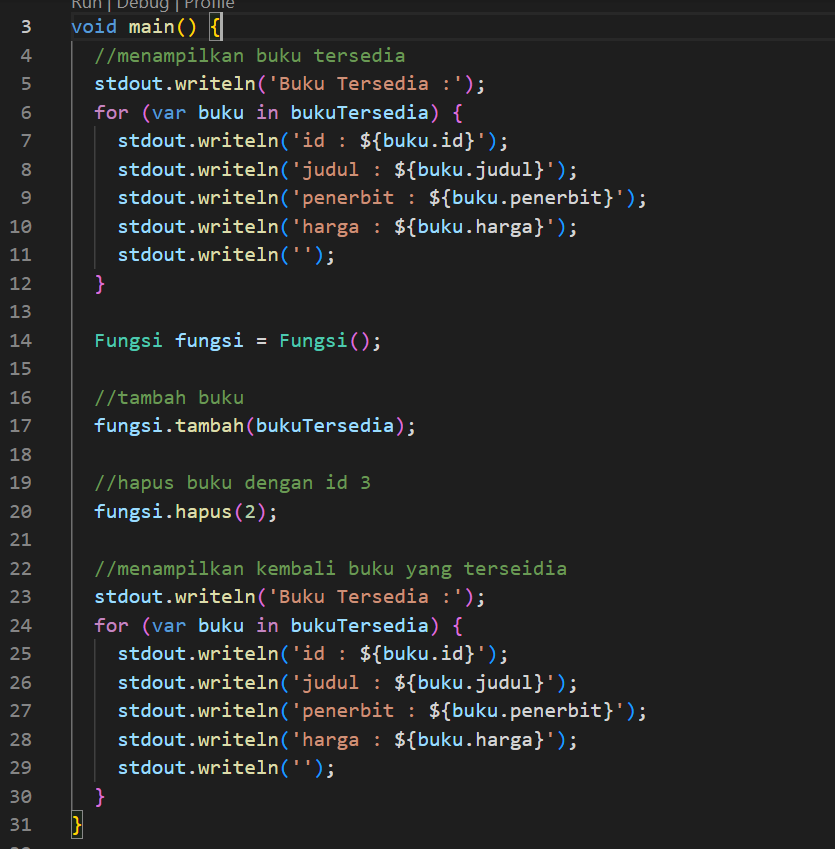 Run | Debug | Profile
3 void main() {
4   //menampilkan buku tersedia
5   stdout.writeln('Buku Tersedia :');
6   for (var buku in bukuTersedia) {
7     stdout.writeln('id : ${buku.id}');
8     stdout.writeln('judul : ${buku.judul}');
9     stdout.writeln('penerbit : ${buku.penerbit}');
10     stdout.writeln('harga : ${buku.harga}');
11     stdout.writeln('');
12   }
13
14   Fungsi fungsi = Fungsi();
15
16   //tambah buku
17   fungsi.tambah(bukuTersedia);
18
19   //hapus buku dengan id 3
20   fungsi.hapus(2);
21
22   //menampilkan kembali buku yang terseidia
23   stdout.writeln('Buku Tersedia :');
24   for (var buku in bukuTersedia) {
25     stdout.writeln('id : ${buku.id}');
26     stdout.writeln('judul : ${buku.judul}');
27     stdout.writeln('penerbit : ${buku.penerbit}');
28     stdout.writeln('harga : ${buku.harga}');
29     stdout.writeln('');
30   }
31 }